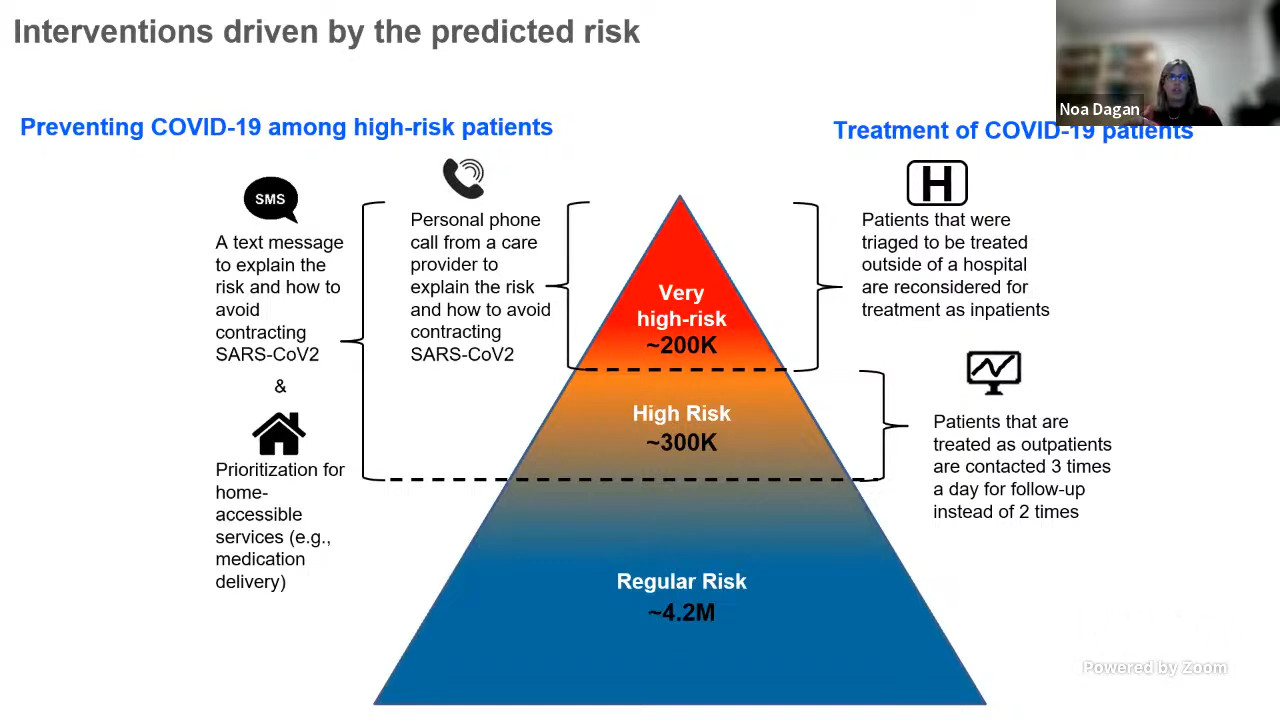 Interventions driven by the predicted risk
Noa Dagan
Preventing COVID-19 among high-risk patients
SMS
A text message
to explain the
risk and how to
avoid
contracting
SARS-CoV2
&
Prioritization for
home-
accessible
services (e.g.,
medication
delivery)
Personal phone
call from a care
provider to
explain the risk
and how to avoid
contracting
SARS-CoV2
Very
high-risk
~200K
High Risk
~300K
Regular Risk
~4.2M
Treatment of COVID-19 patients
H
Patients that were
triaged to be treated
outside of a hospital
are reconsidered for
treatment as inpatients
Patients that are
treated as outpatients
are contacted 3 times
a day for follow-up
instead of 2 times
Powered by Zoom